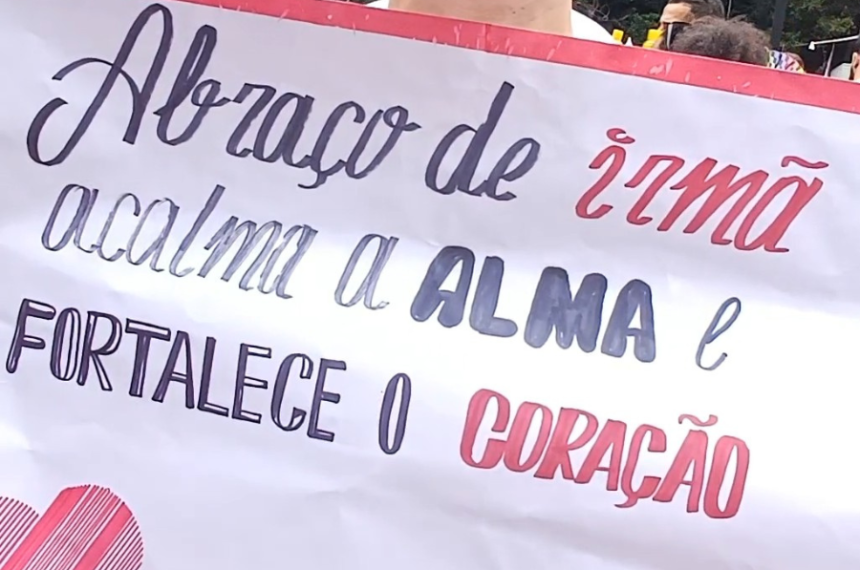 Abraço de irmã
acalma a ALMA e
FORTALECE O CORAÇÃO